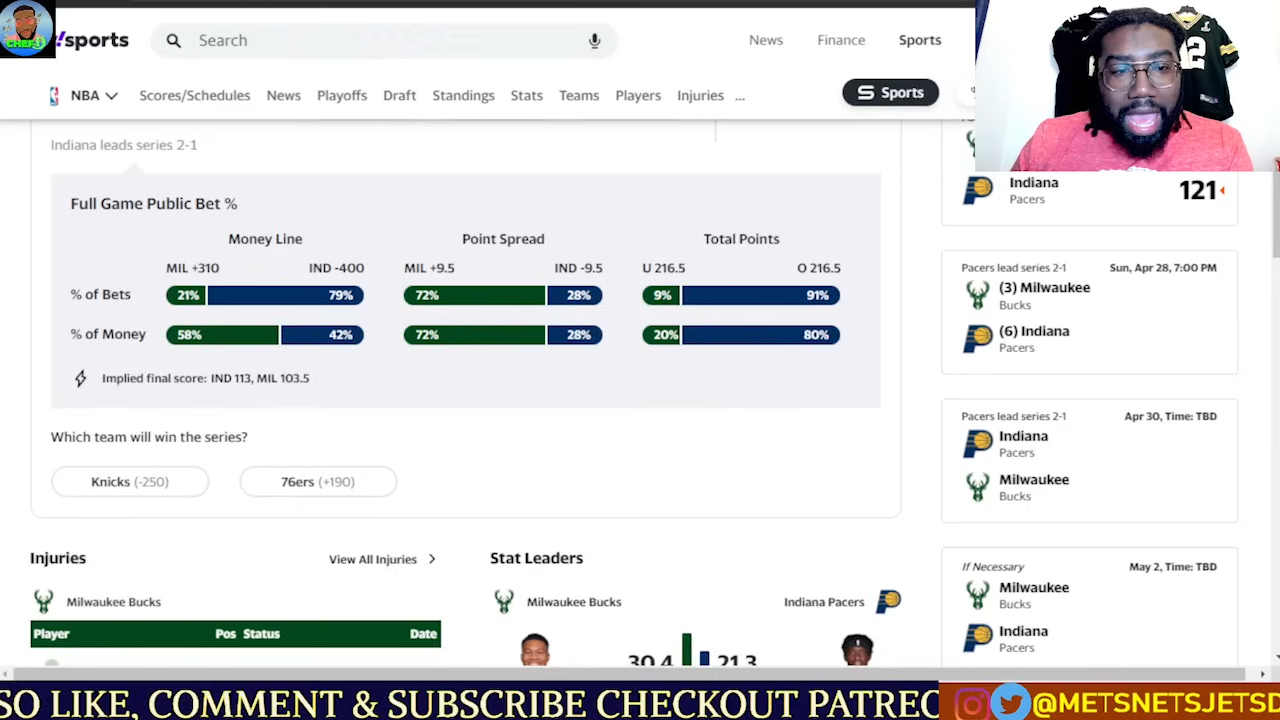 CHEF
!sports
Search
News Finance Sports
NBA Scores/Schedules News Playoffs Draft Standings Stats Teams Players Injuries ...
Sports
Indiana leads series 2-1
Full Game Public Bet %
Money Line Point Spread Total Points
MIL +310 IND -400 MIL +9.5 IND -9.5 U 216.5 O 216.5
% of Bets 21% 79% 72% 28% 9% 91%
% of Money 58% 42% 72% 28% 20% 80%
Implied final score: IND 113, MIL 103.5
Which team will win the series?
Knicks (-250) 76ers (+190)
Injuries View All Injuries
Milwaukee Bucks
Player Pos Status Date
Stat Leaders
Milwaukee Bucks Indiana Pacers
30.4 21.3
Indiana 121
Pacers
Pacers lead series 2-1 Sun, Apr 28, 7:00 PM
(3) Milwaukee
Bucks
(6) Indiana
Pacers
Pacers lead series 2-1 Apr 30, Time: TBD
Indiana
Pacers
Milwaukee
Bucks
If Necessary May 2, Time: TBD
Milwaukee
Bucks
Indiana
Pacers
SO LIKE, COMMENT & SUBSCRIBE CHECKOUT PATREO
@METSNETSJETSD